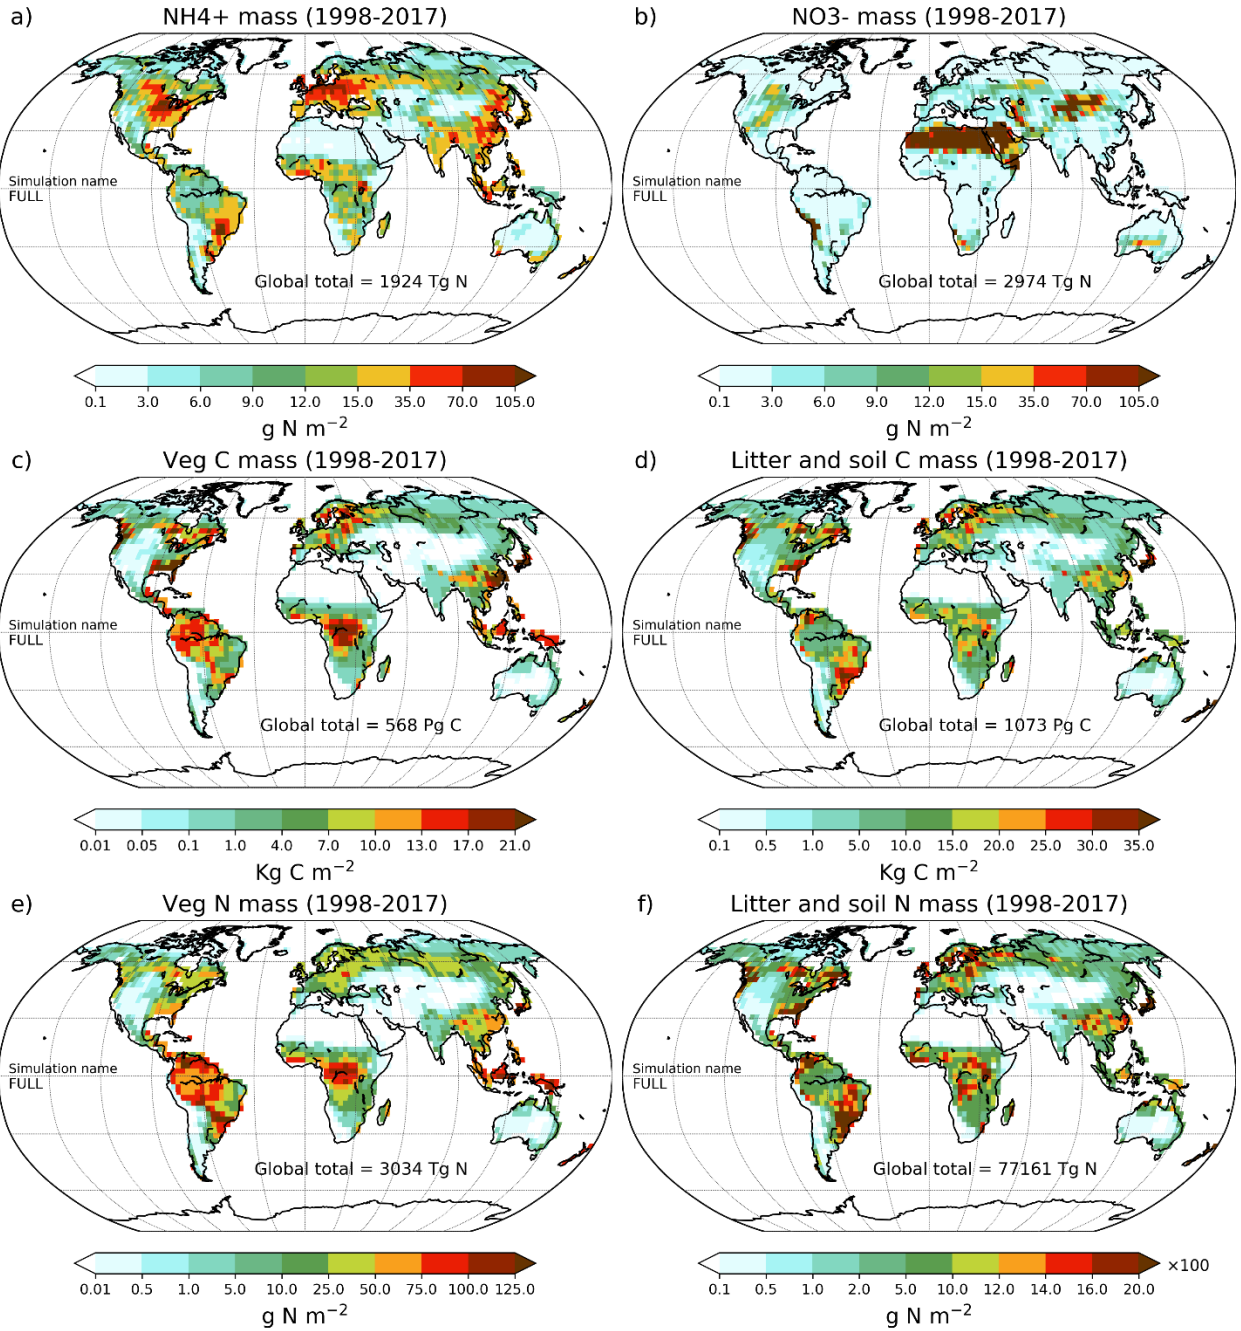 a)
NH4+ mass (1998-2017)
Simulation name
FULL
Global total = 1924 Tg N
0.1 3.0 6.0 9.0 12.0 15.0 35.0 70.0 105.0
g N m⁻²
b)
NO3- mass (1998-2017)
Simulation name
FULL
Global total = 2974 Tg N
0.1 3.0 6.0 9.0 12.0 15.0 35.0 70.0 105.0
g N m⁻²
c)
Veg C mass (1998-2017)
Simulation name
FULL
Global total = 568 Pg C
0.01 0.05 0.1 1.0 4.0 7.0 10.0 13.0 17.0 21.0
Kg C m⁻²
d)
Litter and soil C mass (1998-2017)
Simulation name
FULL
Global total = 1073 Pg C
0.1 0.5 1.0 5.0 10.0 15.0 20.0 25.0 30.0 35.0
Kg C m⁻²
e)
Veg N mass (1998-2017)
Simulation name
FULL
Global total = 3034 Tg N
0.01 0.5 1.0 5.0 10.0 25.0 50.0 75.0 100.0 125.0
g N m⁻²
f)
Litter and soil N mass (1998-2017)
Simulation name
FULL
Global total = 77161 Tg N
0.1 0.5 1.0 5.0 10.0 12.0 14.0 16.0 20.0
×100
g N m⁻²